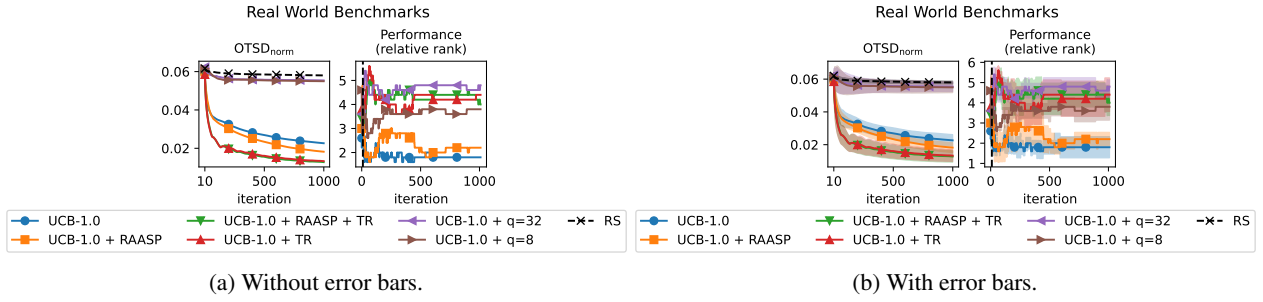 Real World Benchmarks
OTSDnorm
Performance
(relative rank)
0.06
0.04
0.02
5
4
3
2
10 500 1000
0 500 1000
iteration
iteration
UCB-1.0
UCB-1.0 + RAASP
UCB-1.0 + RAASP + TR
UCB-1.0 + TR
UCB-1.0 + q=32
UCB-1.0 + q=8
RS
(a) Without error bars.
Real World Benchmarks
OTSDnorm
Performance
(relative rank)
0.06
0.04
0.02
6
5
4
3
2
1
10 500 1000
0 500 1000
iteration
iteration
UCB-1.0
UCB-1.0 + RAASP
UCB-1.0 + RAASP + TR
UCB-1.0 + TR
UCB-1.0 + q=32
UCB-1.0 + q=8
RS
(b) With error bars.